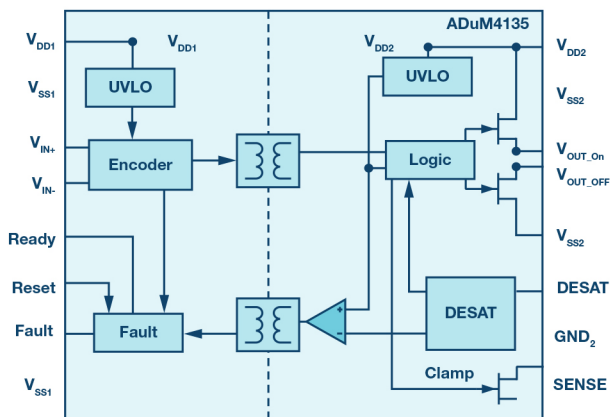 ADuM4135
VDD1
VDD1
VDD2
VDD2
UVLO
UVLO
VSS1
VSS2
VIN+
Encoder
Logic
VOUT_On
VIN-
VOUT_OFF
Ready
VSS2
Reset
DESAT
DESAT
Fault
Fault
+
-
GND2
VSS1
Clamp
SENSE